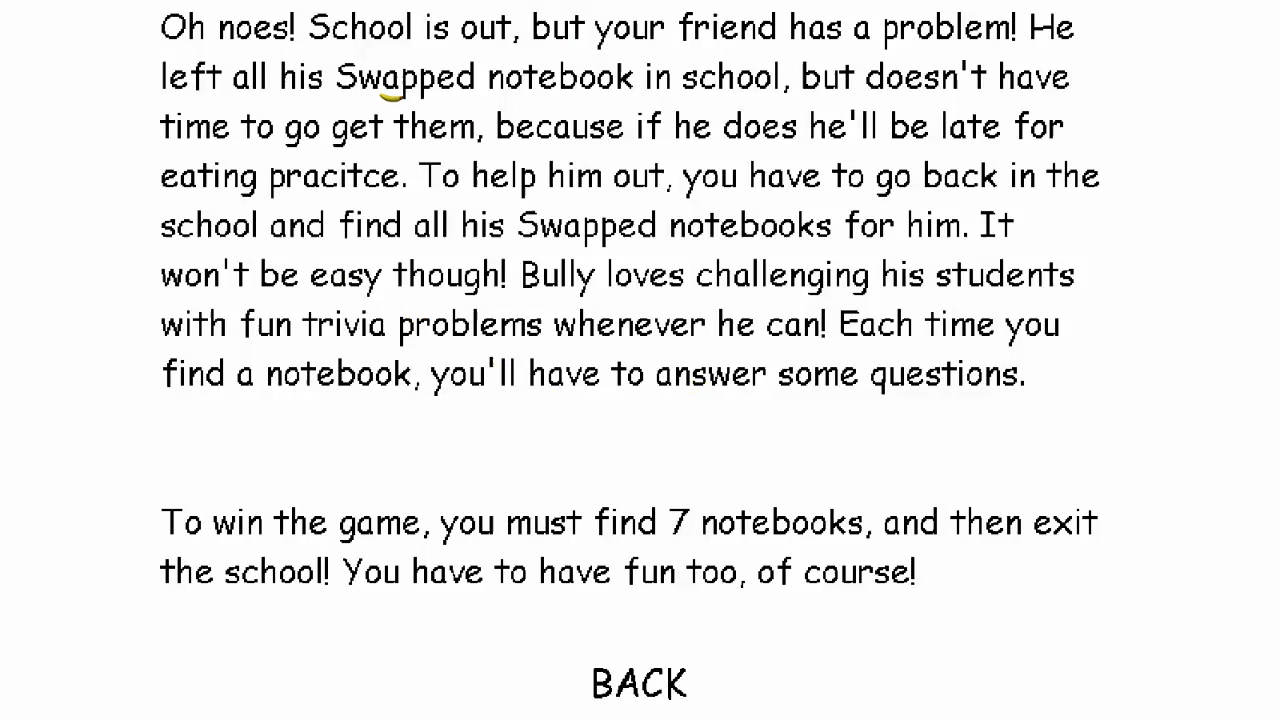 Oh noes! School is out, but your friend has a problem! He
left all his Swapped notebook in school, but doesn't have
time to go get them, because if he does he'll be late for
eating pracitce. To help him out, you have to go back in the
school and find all his Swapped notebooks for him. It
won't be easy though! Bully loves challenging his students
with fun trivia problems whenever he can! Each time you
find a notebook, you'll have to answer some questions.
To win the game, you must find 7 notebooks, and then exit
the school! You have to have fun too, of course!
BACK